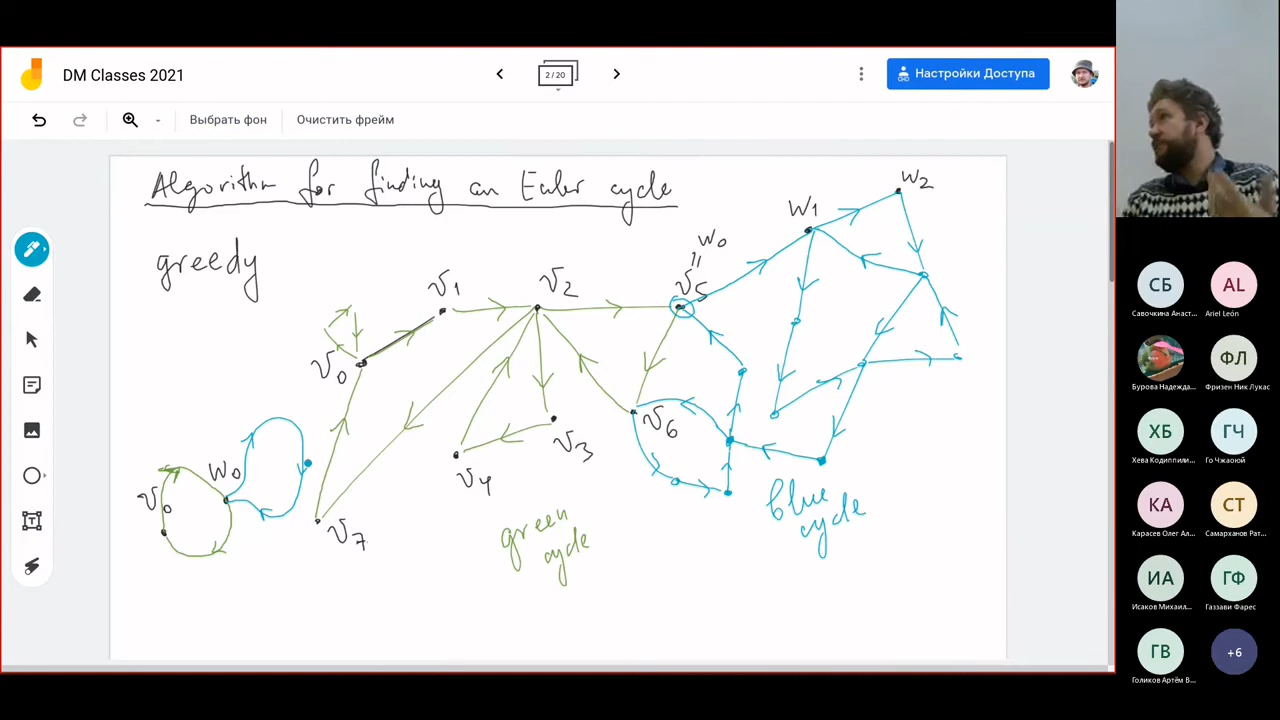 DM Classes 2021
2 / 20
Настройки Доступа
Выбрать фон
Очистить фрейм
Algorithm for finding an Euler cycle
greedy
v0
v1
v2
w0
=
v5
w1
w2
v6
v3
v4
v7
v0
w0
green
cycle
blue
cycle
СБ
Савочкина Анаст...
AL
Ariel León
Бурова Надежда...
ФЛ
Фризен Ник Лукас
ХБ
Хева Кодиппили...
ГЧ
Го Чжаоюй
КА
Карасев Олег Ал...
СТ
Самарханов Рат...
ИА
Исаков Михаил...
ГФ
Газзави Фарес
ГВ
Голиков Артём В...
+6